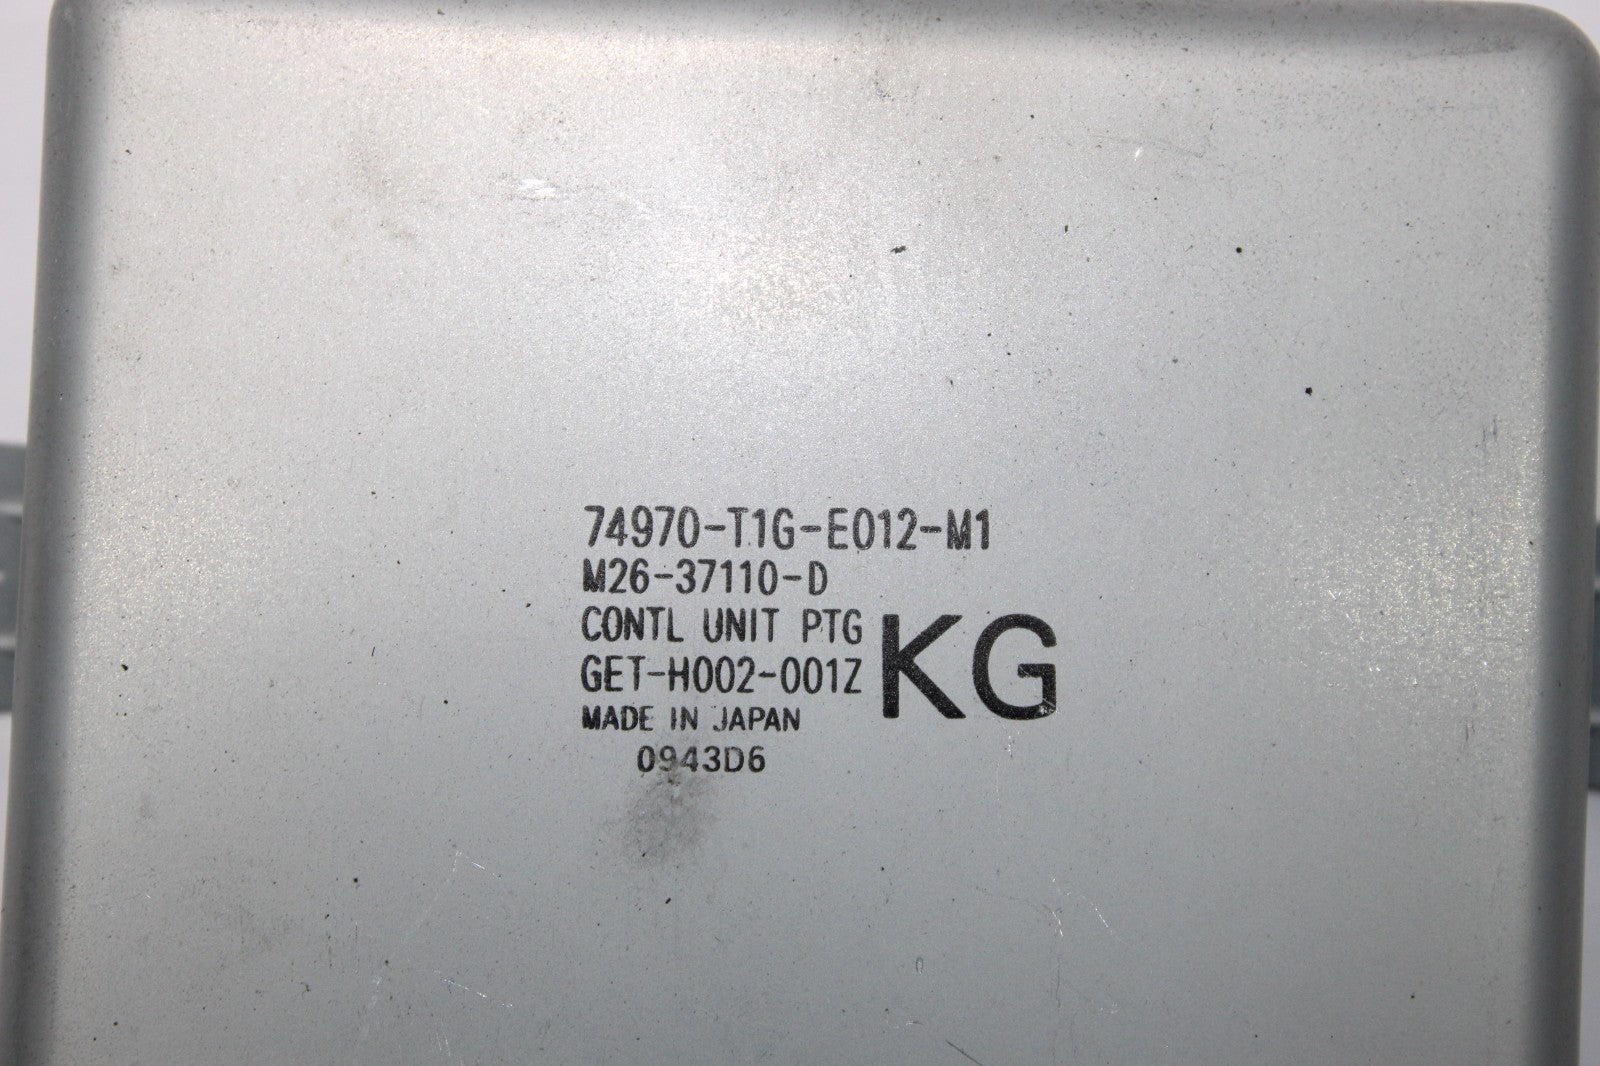 74970-T1G-E012-M1
M26-37110-D
CONTL UNIT PTG
GET-H002-001Z
KG
MADE IN JAPAN
0943D6